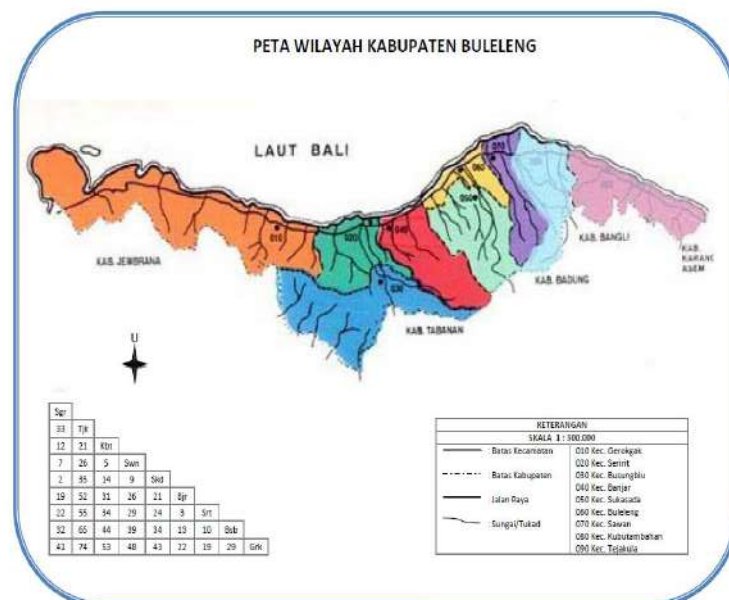 PETA WILAYAH KABUPATEN BULELENG
LAUT BALI
070
060
050
010
020
040
030
KAB. JEMBRANA
KAB. TABANAN
KAB. BADUNG
KAB. BANGLI
KAB. KARANG ASEM
U
Sgr
33 Tjk
12 21 Kbt
7 26 5 Swn
2 35 14 9 Skd
19 52 31 26 21 Bjr
22 55 34 29 24 3 Srt
32 65 44 39 34 13 10 Bsb
41 74 53 48 43 22 19 29 Grk
KETERANGAN
SKALA 1 : 300.000
Batas Kecamatan
Batas Kabupaten
Jalan Raya
Sungai/Tukad
010 Kec. Gerokgak
020 Kec. Seririt
030 Kec. Busungbiu
040 Kec. Banjar
050 Kec. Sukasada
060 Kec. Buleleng
070 Kec. Sawan
080 Kec. Kubutambahan
090 Kec. Tejakula